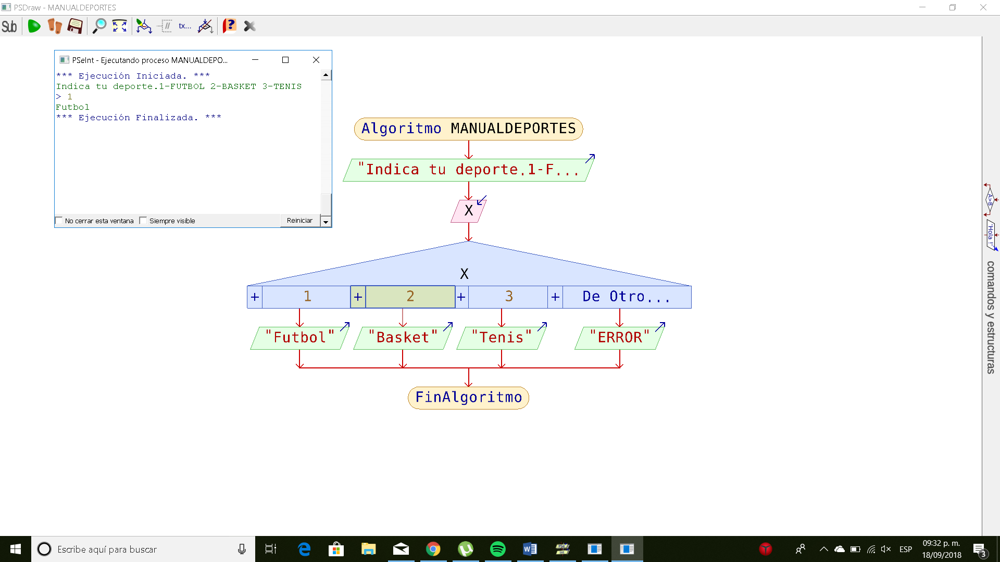 PSDraw - MANUALDEPORTES
Sub
tx...
PSeInt - Ejecutando proceso MANUALDEPO...
*** Ejecución Iniciada. ***
Indica tu deporte.1-FUTBOL 2-BASKET 3-TENIS
> 1
Futbol
*** Ejecución Finalizada. ***
No cerrar esta ventana
Siempre visible
Reiniciar
Algoritmo MANUALDEPORTES
"Indica tu deporte.1-F...
X
X
+ 1 + 2 + 3 + De Otro...
"Futbol" "Basket" "Tenis" "ERROR"
FinAlgoritmo
A>B
'Hola !'
comandos y estructuras
Escribe aquí para buscar
ESP
09:32 p. m.
18/09/2018
3